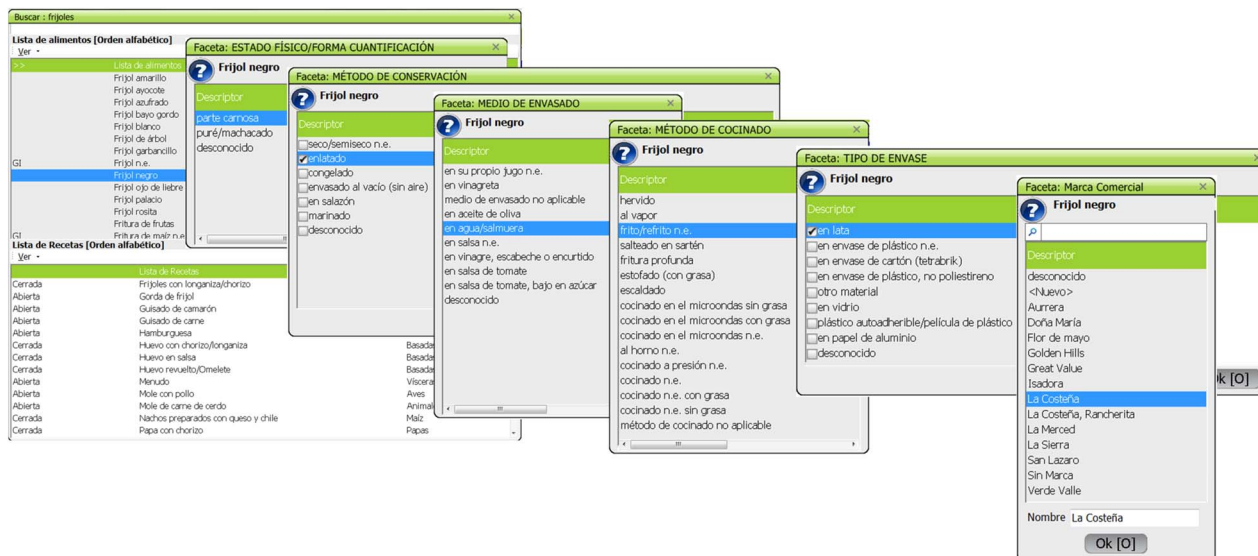 Buscar : frijoles
Lista de alimentos [Orden alfabético]
Ver
>> Lista de alimentos
Frijol amarillo
Frijol ayocote
Frijol azufrado
Frijol bayo gordo
Frijol blanco
Frijol de árbol
Frijol garbancillo
GI Frijol n.e.
Frijol negro
Frijol ojo de liebre
Frijol palacio
Frijol rosita
Fritura de frutas
GI Fritura de maíz n.e
Lista de Recetas [Orden alfabético]
Ver
Lista de Recetas
Cerrada Frijoles con longaniza/chorizo
Abierta Gorda de frijol
Abierta Guisado de camarón
Abierta Guisado de carne
Abierta Hamburguesa
Cerrada Huevo con chorizo/longaniza Basadas
Cerrada Huevo en salsa Basada
Cerrada Huevo revuelto/Omelete Basadas
Abierta Menudo Víscera
Abierta Mole con pollo Aves
Abierta Mole de carne de cerdo Animal
Cerrada Nachos preparados con queso y chile Maíz
Cerrada Papa con chorizo Papas
Faceta: ESTADO FÍSICO/FORMA CUANTIFICACIÓN
Frijol negro
Descriptor
parte carnosa
puré/machacado
desconocido
Faceta: MÉTODO DE CONSERVACIÓN
Frijol negro
Descriptor
seco/semiseco n.e.
enlatado
congelado
envasado al vacío (sin aire)
en salazón
marinado
desconocido
Faceta: MEDIO DE ENVASADO
Frijol negro
Descriptor
en su propio jugo n.e.
en vinagreta
medio de envasado no aplicable
en aceite de oliva
en agua/salmuera
en salsa n.e.
en vinagre, escabeche o encurtido
en salsa de tomate
en salsa de tomate, bajo en azúcar
desconocido
Faceta: MÉTODO DE COCINADO
Frijol negro
Descriptor
hervido
al vapor
frito/refrito n.e.
salteado en sartén
fritura profunda
estofado (con grasa)
escaldado
cocinado en el microondas sin grasa
cocinado en el microondas con grasa
cocinado en el microondas n.e.
al horno n.e.
cocinado a presión n.e.
cocinado n.e.
cocinado n.e. con grasa
cocinado n.e. sin grasa
método de cocinado no aplicable
Faceta: TIPO DE ENVASE
Frijol negro
Descriptor
en lata
en envase de plástico n.e.
en envase de cartón (tetrabrik)
en envase de plástico, no poliestireno
otro material
en vidrio
plástico autoadherible/película de plástico
en papel de aluminio
desconocido
Ok [O]
Faceta: Marca Comercial
Frijol negro
Descriptor
desconocido
<Nuevo>
Aurrera
Doña María
Flor de mayo
Golden Hills
Great Value
Isadora
La Costeña
La Costeña, Rancherita
La Merced
La Sierra
San Lazaro
Sin Marca
Verde Valle
Nombre La Costeña
Ok [O]